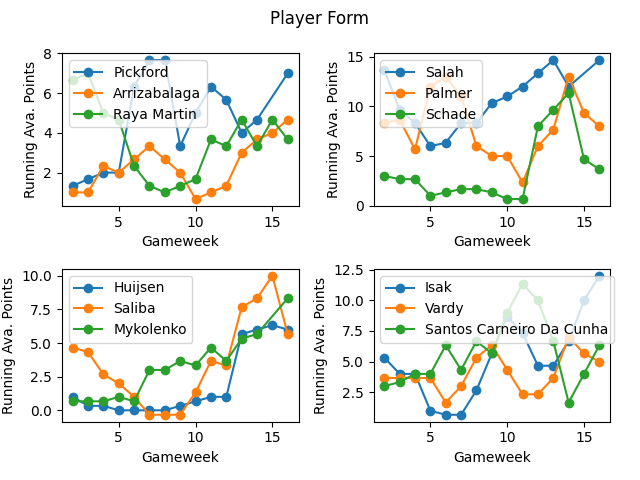 Player Form
8
6
4
2
5
10
15
Running Ava. Points
Gameweek
Pickford
Arrizabalaga
Raya Martin
15
10
5
0
5
10
15
Running Ava. Points
Gameweek
Salah
Palmer
Schade
10.0
7.5
5.0
2.5
0.0
5
10
15
Running Ava. Points
Gameweek
Huijsen
Saliba
Mykolenko
12.5
10.0
7.5
5.0
2.5
5
10
15
Running Ava. Points
Gameweek
Isak
Vardy
Santos Carneiro Da Cunha